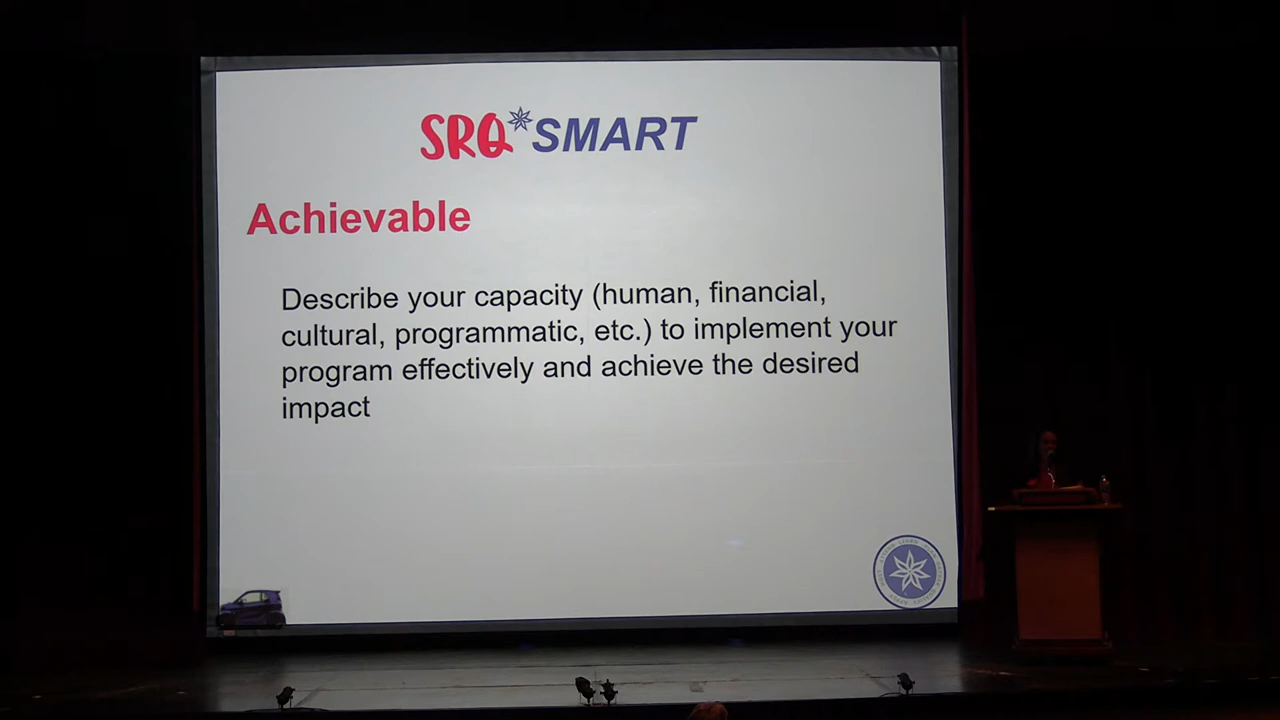 SRQ*SMART
Achievable
Describe your capacity (human, financial,
cultural, programmatic, etc.) to implement your
program effectively and achieve the desired
impact